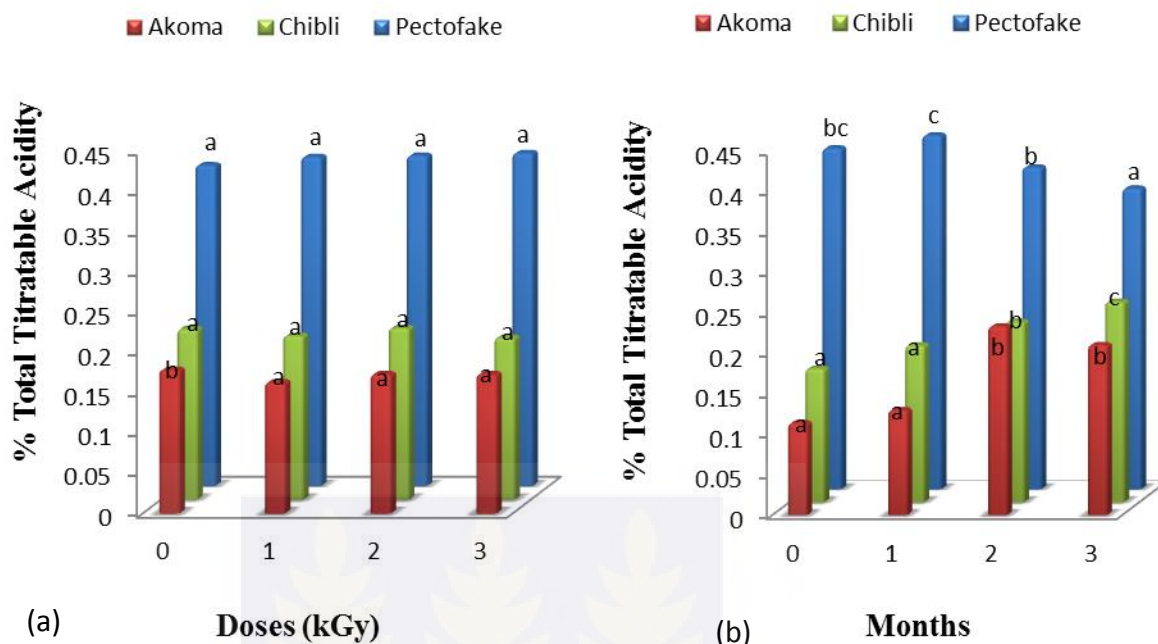 Akoma Chibli Pectofake
% Total Titratable Acidity
0.45
0.4
0.35
0.3
0.25
0.2
0.15
0.1
0.05
0
a a a a
a a a a
b a a a
0 1 2 3
(a) Doses (kGy)
Akoma Chibli Pectofake
% Total Titratable Acidity
0.45
0.4
0.35
0.3
0.25
0.2
0.15
0.1
0.05
0
bc c b a
a a b c
a a b b
0 1 2 3
(b) Months